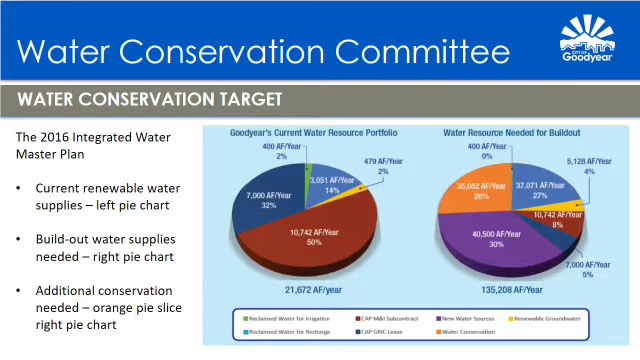 Water Conservation Committee
CITY OF
Goodyear
WATER CONSERVATION TARGET
The 2016 Integrated Water
Master Plan
• Current renewable water
supplies – left pie chart
• Build-out water supplies
needed – right pie chart
• Additional conservation
needed – orange pie slice
right pie chart
Goodyear's Current Water Resource Portfolio
400 AF/Year
2%
3,051 AF/Year
14%
479 AF/Year
2%
7,000 AF/Year
32%
10,742 AF/Year
50%
21,672 AF/year
Water Resource Needed for Buildout
400 AF/Year
0%
5,128 AF/Year
4%
35,052 AF/Year
26%
37,071 AF/Year
27%
10,742 AF/Year
8%
40,500 AF/Year
30%
7,000 AF/Year
5%
135,208 AF/Year
Reclaimed Water for Irrigation
CAP M&I Subcontract
New Water Sources
Renewable Groundwater
Reclaimed Water for Recharge
CAP GRIC Lease
Water Conservation